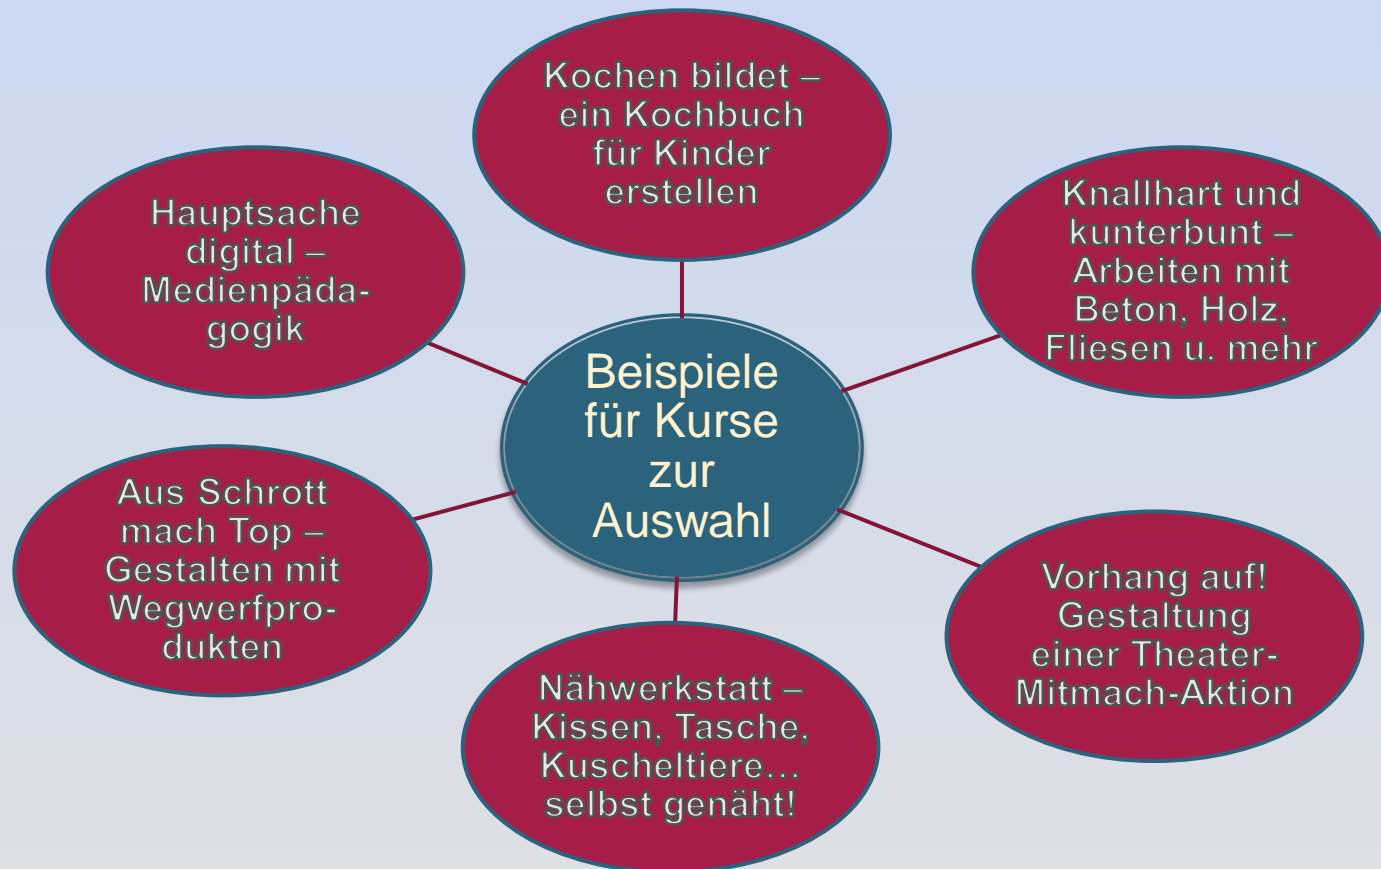 Kochen bildet –
ein Kochbuch
für Kinder
erstellen
Hauptsache
digital –
Medienpäda-
gogik
Knallhart und
kunterbunt –
Arbeiten mit
Beton, Holz,
Fliesen u. mehr
Beispiele
für Kurse
zur
Auswahl
Aus Schrott
mach Top –
Gestalten mit
Wegwerfpro-
dukten
Vorhang auf!
Gestaltung
einer Theater-
Mitmach-Aktion
Nähwerkstatt –
Kissen, Tasche,
Kuscheltiere…
selbst genäht!